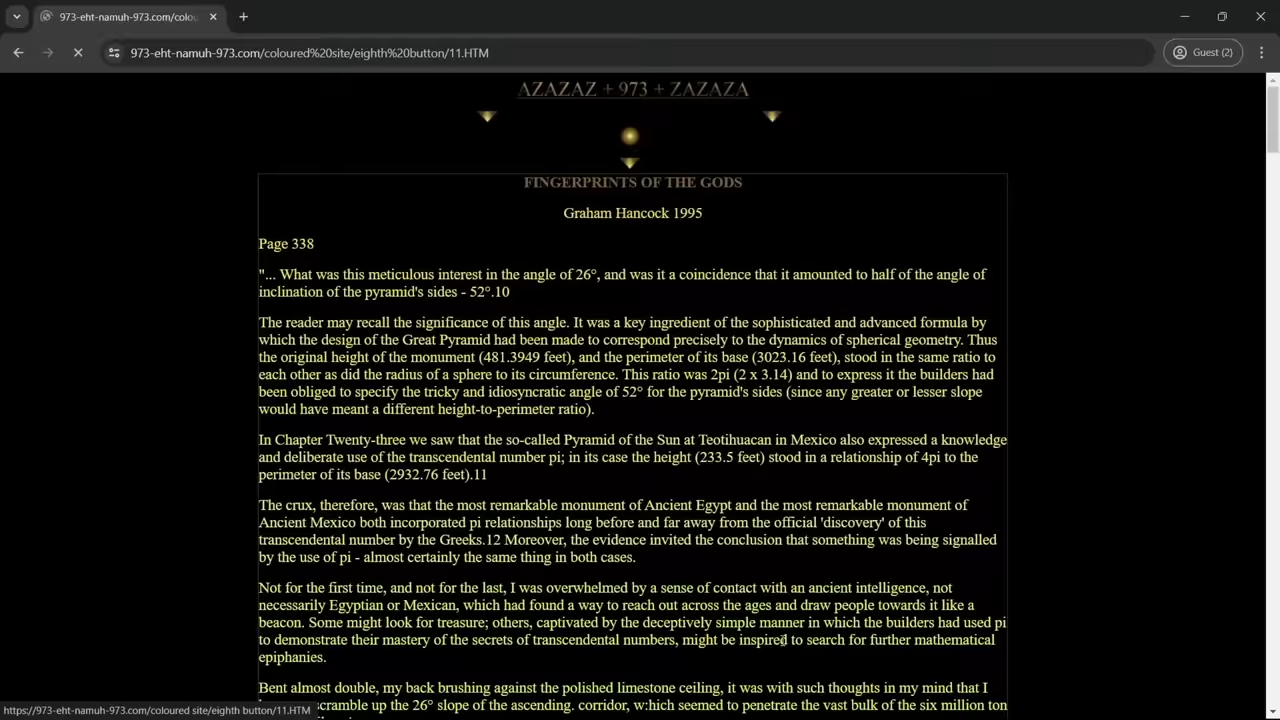 973-eht-namuh-973.com/colou
973-eht-namuh-973.com/coloured%20site/eighth%20button/11.HTM
Guest (2)
AZAZAZ + 973 + ZAZAZA
FINGERPRINTS OF THE GODS
Graham Hancock 1995
Page 338
"... What was this meticulous interest in the angle of 26°, and was it a coincidence that it amounted to half of the angle of
inclination of the pyramid's sides - 52°.10
The reader may recall the significance of this angle. It was a key ingredient of the sophisticated and advanced formula by
which the design of the Great Pyramid had been made to correspond precisely to the dynamics of spherical geometry. Thus
the original height of the monument (481.3949 feet), and the perimeter of its base (3023.16 feet), stood in the same ratio to
each other as did the radius of a sphere to its circumference. This ratio was 2pi (2 x 3.14) and to express it the builders had
been obliged to specify the tricky and idiosyncratic angle of 52° for the pyramid's sides (since any greater or lesser slope
would have meant a different height-to-perimeter ratio).
In Chapter Twenty-three we saw that the so-called Pyramid of the Sun at Teotihuacan in Mexico also expressed a knowledge
and deliberate use of the transcendental number pi; in its case the height (233.5 feet) stood in a relationship of 4pi to the
perimeter of its base (2932.76 feet).11
The crux, therefore, was that the most remarkable monument of Ancient Egypt and the most remarkable monument of
Ancient Mexico both incorporated pi relationships long before and far away from the official 'discovery' of this
transcendental number by the Greeks.12 Moreover, the evidence invited the conclusion that something was being signalled
by the use of pi - almost certainly the same thing in both cases.
Not for the first time, and not for the last, I was overwhelmed by a sense of contact with an ancient intelligence, not
necessarily Egyptian or Mexican, which had found a way to reach out across the ages and draw people towards it like a
beacon. Some might look for treasure; others, captivated by the deceptively simple manner in which the builders had used pi
to demonstrate their mastery of the secrets of transcendental numbers, might be inspired to search for further mathematical
epiphanies.
Bent almost double, my back brushing against the polished limestone ceiling, it was with such thoughts in my mind that I
scramble up the 26° slope of the ascending. corridor, w:hich seemed to penetrate the vast bulk of the six million ton
https://973-eht-namuh-973.com/coloured site/eighth button/11.HTM